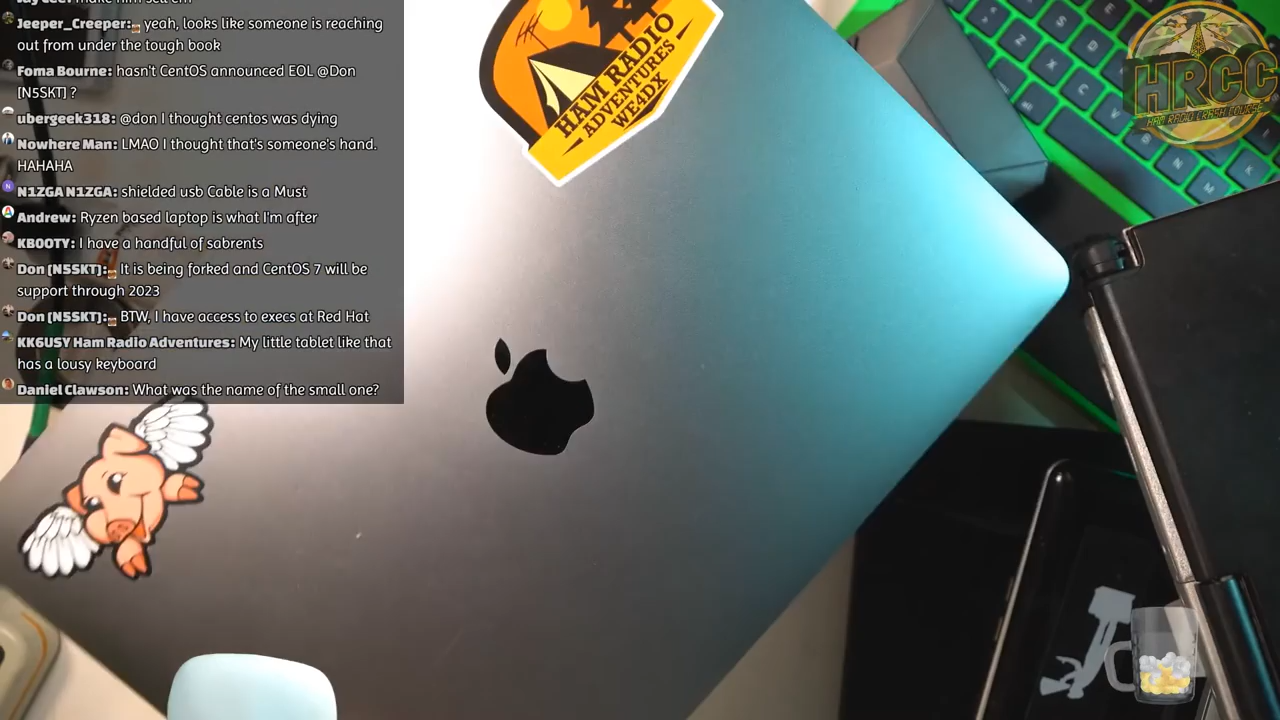 Jeeper_Creeper: yeah, looks like someone is reaching
out from under the tough book
Foma Bourne: hasn't CentOS announced EOL @Don
[N5SKT] ?
ubergeek318: @don I thought centos was dying
Nowhere Man: LMAO I thought that's someone's hand.
HAHAHA
N1ZGA N1ZGA: shielded usb Cable is a Must
Andrew: Ryzen based laptop is what I'm after
KB0OTY: I have a handful of sabrents
Don [N5SKT]: It is being forked and CentOS 7 will be
support through 2023
Don [N5SKT]: BTW, I have access to execs at Red Hat
KK6USY Ham Radio Adventures: My little tablet like that
has a lousy keyboard
Daniel Clawson: What was the name of the small one?
HAM RADIO
ADVENTURES
WE4DX
HRCC
HAM RADIO CRASH COURSE